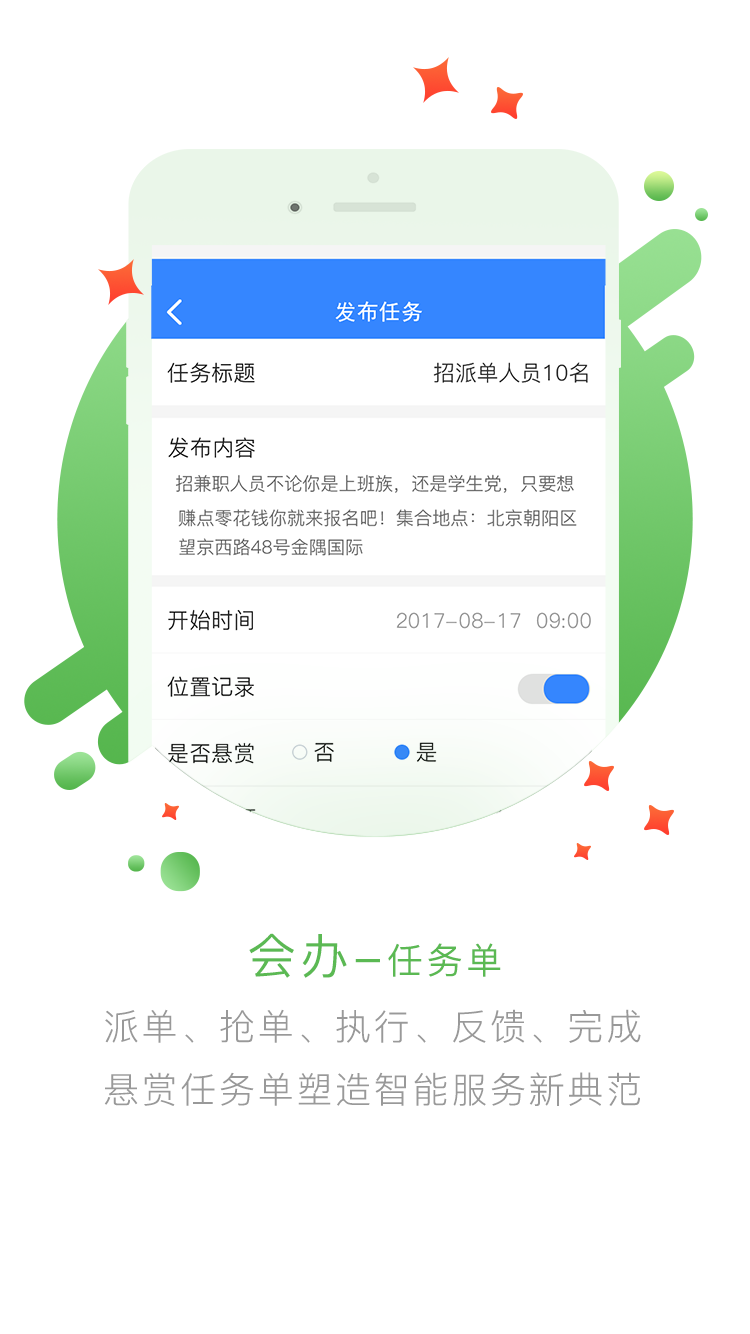 发布任务
任务标题 招派单人员10名
发布内容
招兼职人员不论你是上班族，还是学生党，只要想
赚点零花钱你就来报名吧！集合地点：北京朝阳区
望京西路48号金隅国际
开始时间 2017-08-17 09:00
位置记录
是否悬赏 否 是
会办-任务单
派单、抢单、执行、反馈、完成
悬赏任务单塑造智能服务新典范